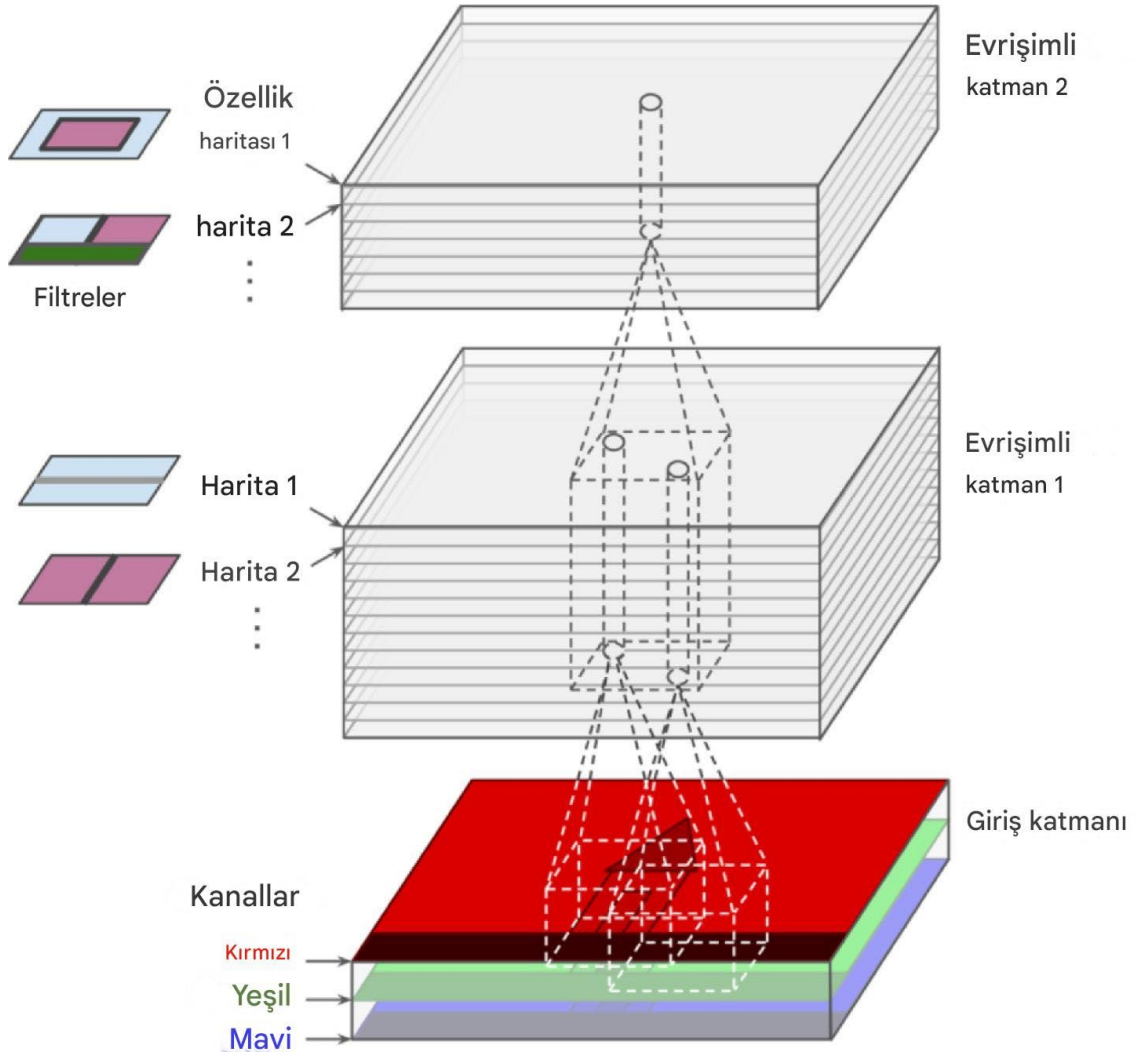 Evrişimli
katman 2
Özellik
haritası 1
harita 2
Filtreler
Evrişimli
katman 1
Harita 1
Harita 2
Giriş katmanı
Kanallar
Kırmızı
Yeşil
Mavi